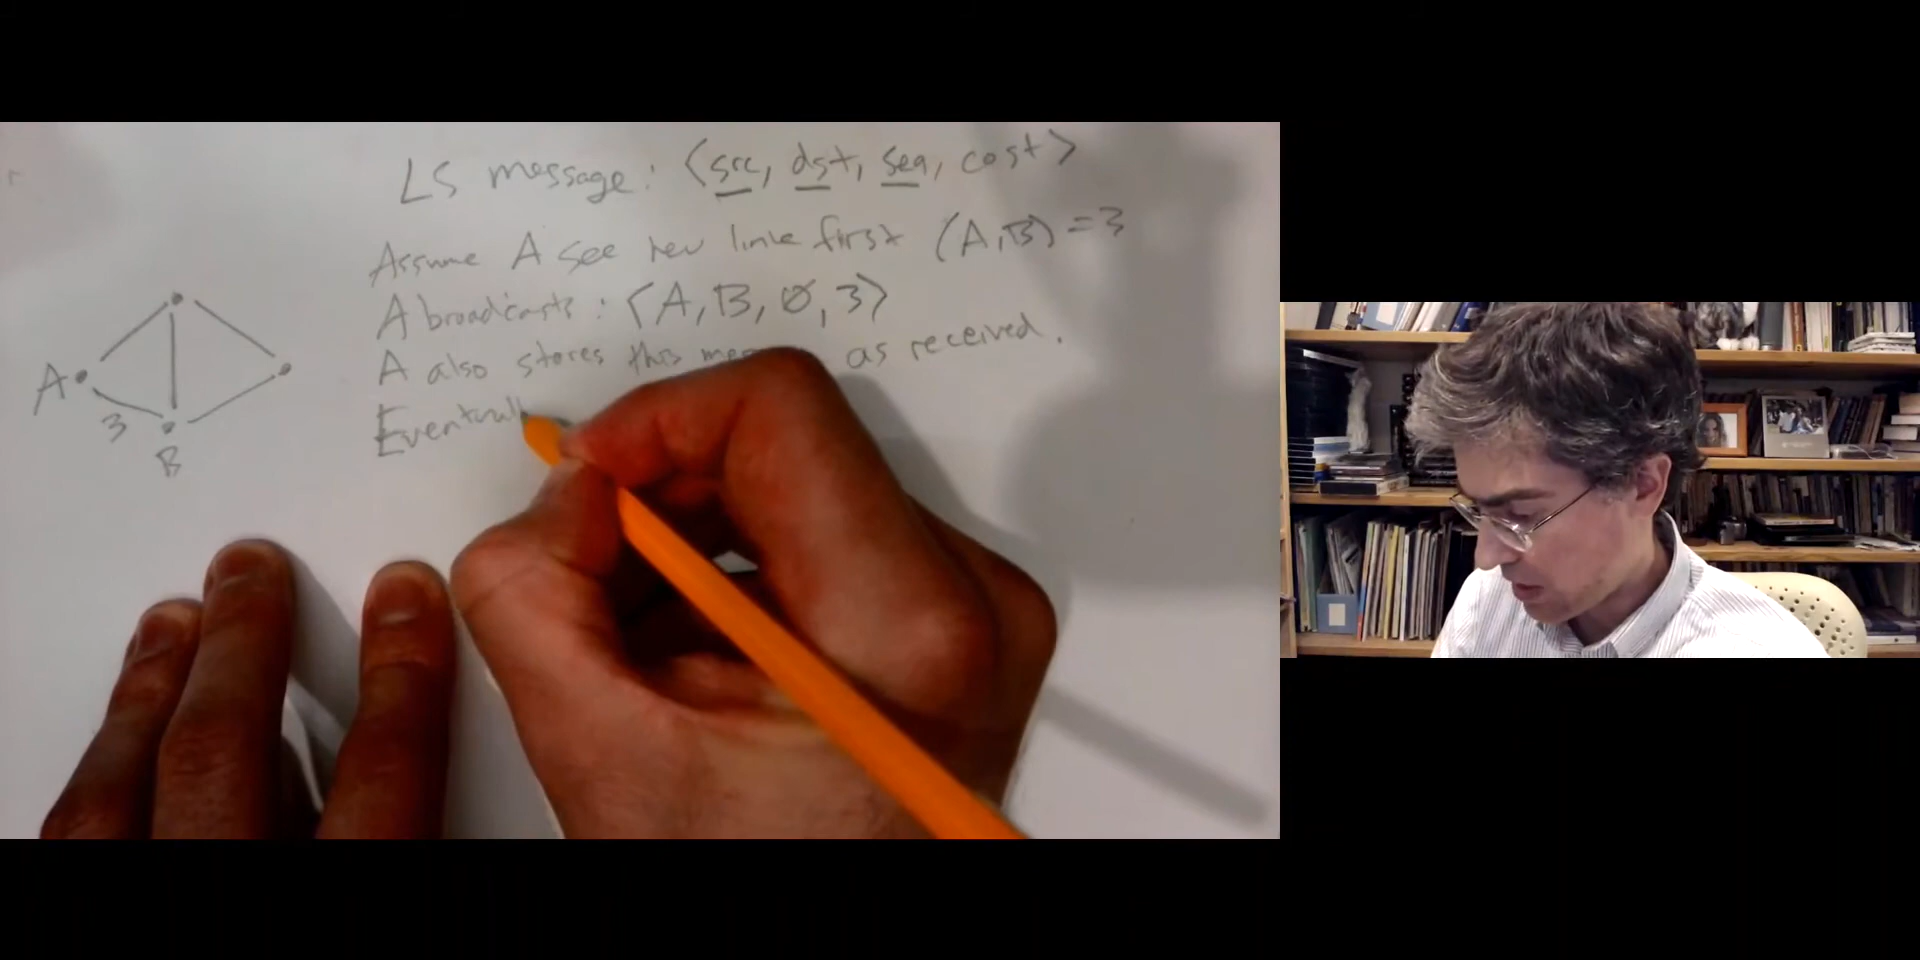 LS message: ⟨src, dst, seq, cost⟩
Assume A see new link first (A,B)=3
A broadcasts: ⟨A, B, 0, 3⟩
A also stores this as received.
A
3
B